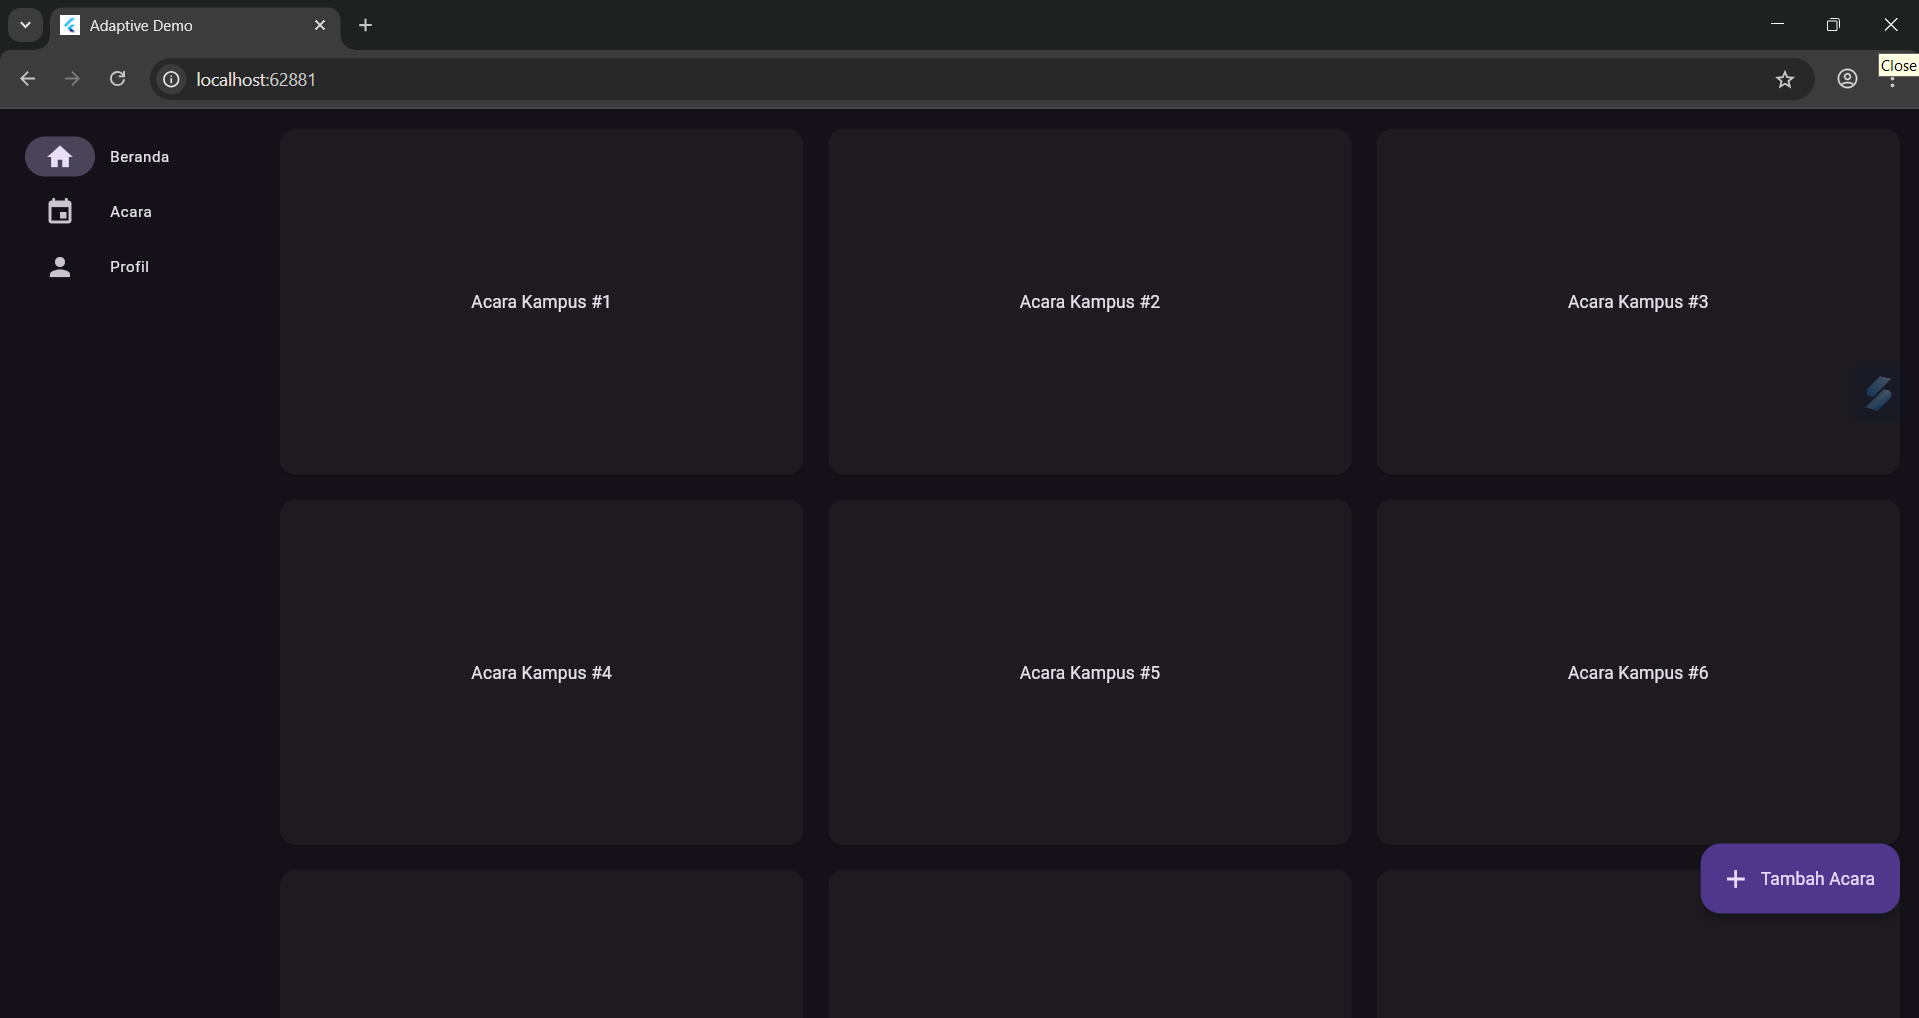 Adaptive Demo
localhost:62881
Close
Beranda
Acara
Profil
Acara Kampus #1
Acara Kampus #2
Acara Kampus #3
Acara Kampus #4
Acara Kampus #5
Acara Kampus #6
Tambah Acara